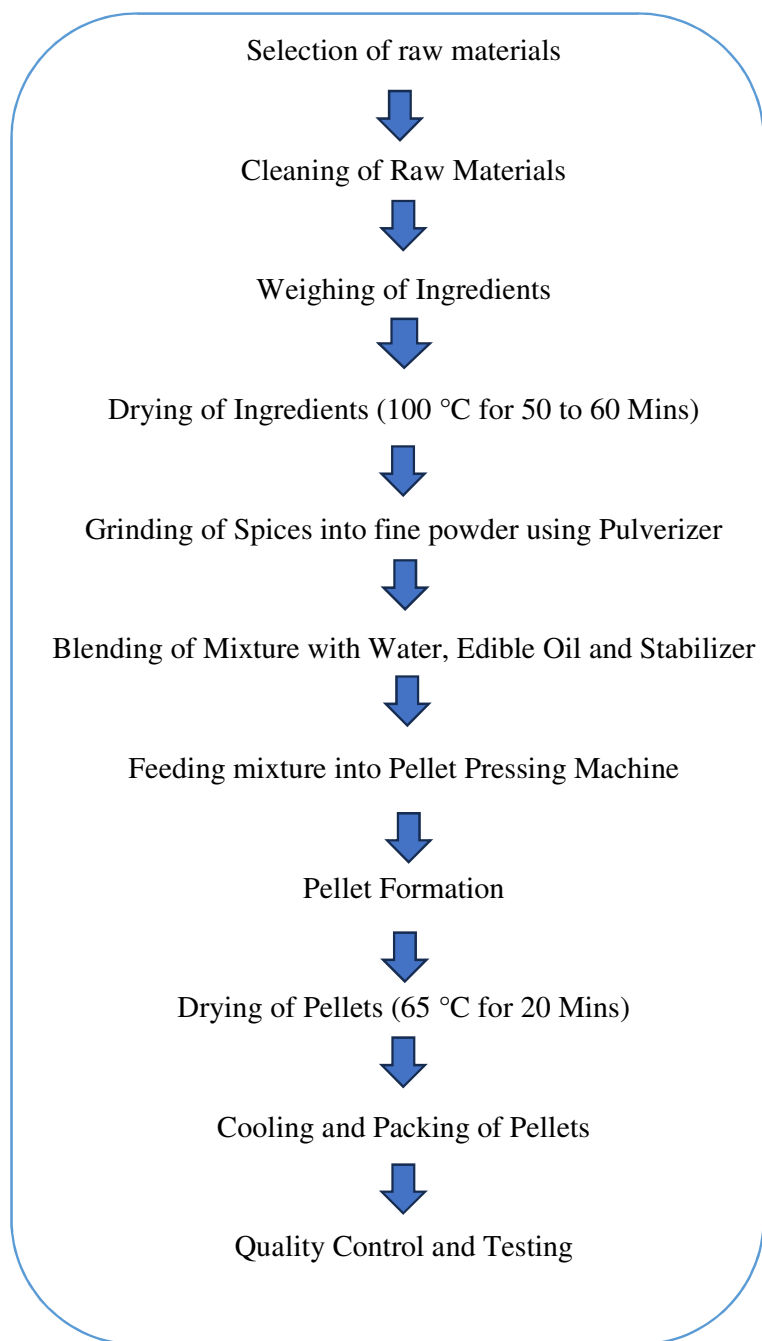 Selection of raw materials
Cleaning of Raw Materials
Weighing of Ingredients
Drying of Ingredients (100 °C for 50 to 60 Mins)
Grinding of Spices into fine powder using Pulverizer
Blending of Mixture with Water, Edible Oil and Stabilizer
Feeding mixture into Pellet Pressing Machine
Pellet Formation
Drying of Pellets (65 °C for 20 Mins)
Cooling and Packing of Pellets
Quality Control and Testing